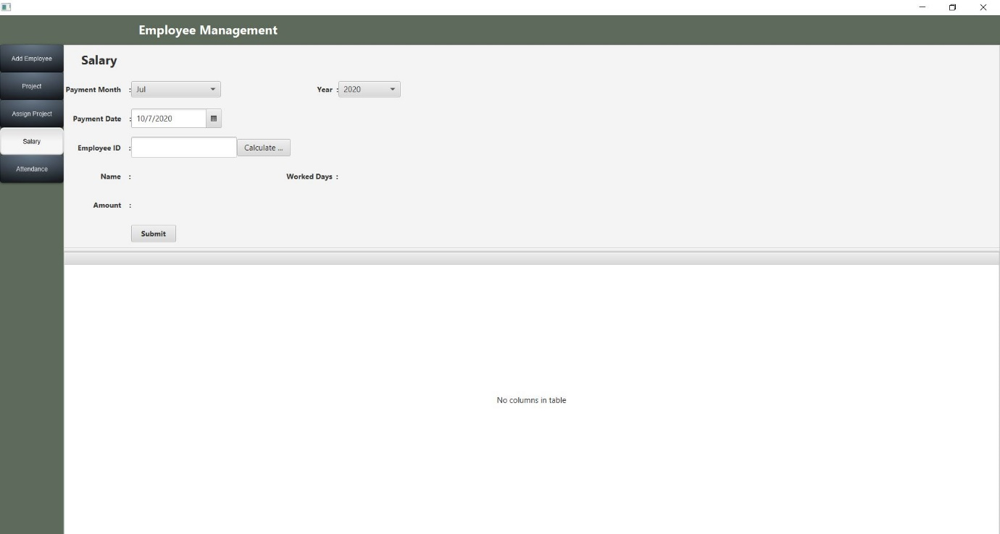 Employee Management
Add Employee
Project
Assign Project
Salary
Attendance
Salary
Payment Month : Jul Year : 2020
Payment Date : 10/7/2020
Employee ID : Calculate ...
Name : Worked Days :
Amount :
Submit
No columns in table